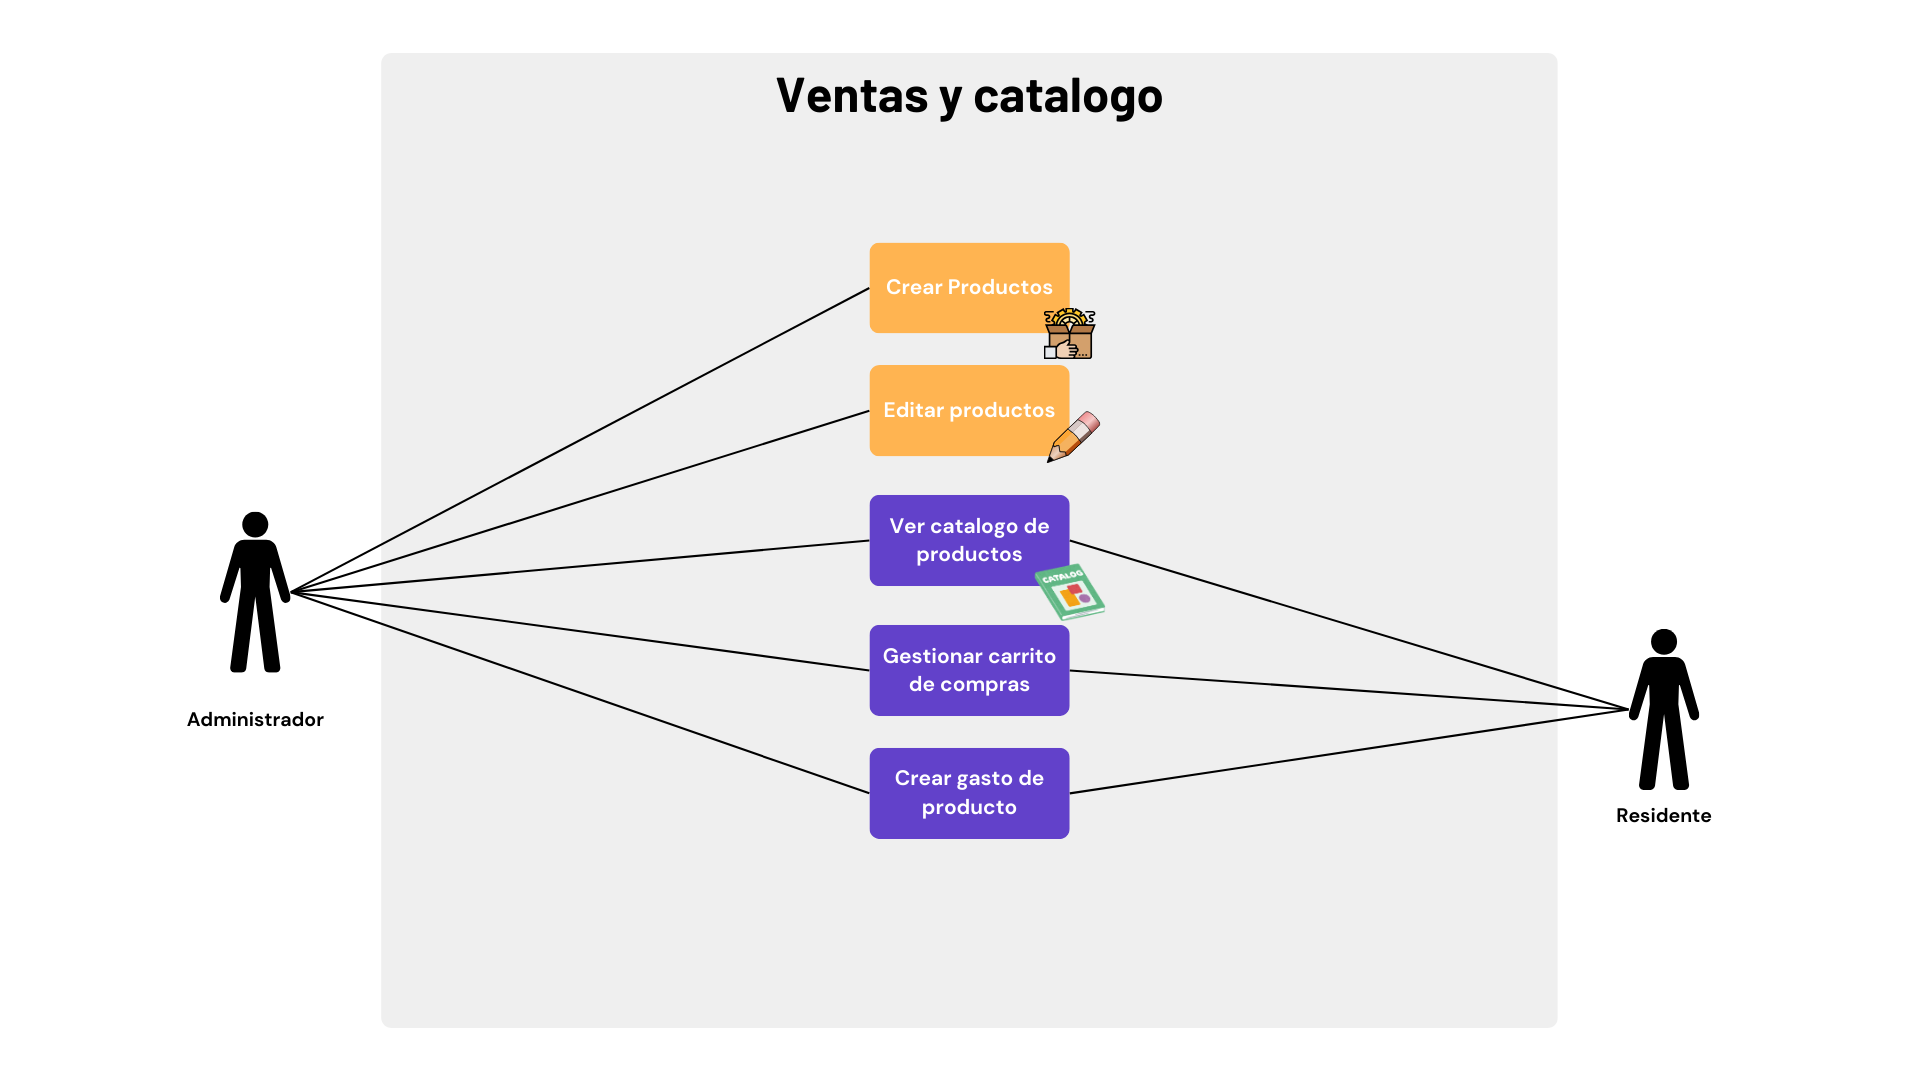 Ventas y catalogo
Crear Productos
Editar productos
Ver catalogo de
productos
CATALOG
Gestionar carrito
de compras
Crear gasto de
producto
Administrador
Residente